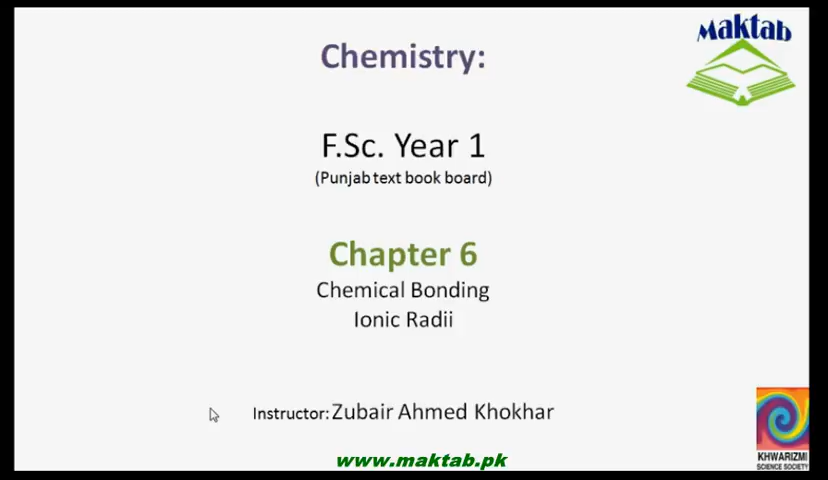 Maktab
Chemistry:
F.Sc. Year 1
(Punjab text book board)
Chapter 6
Chemical Bonding
Ionic Radii
Instructor: Zubair Ahmed Khokhar
KHWARIZMI
SCIENCE SOCIETY
www.maktab.pk